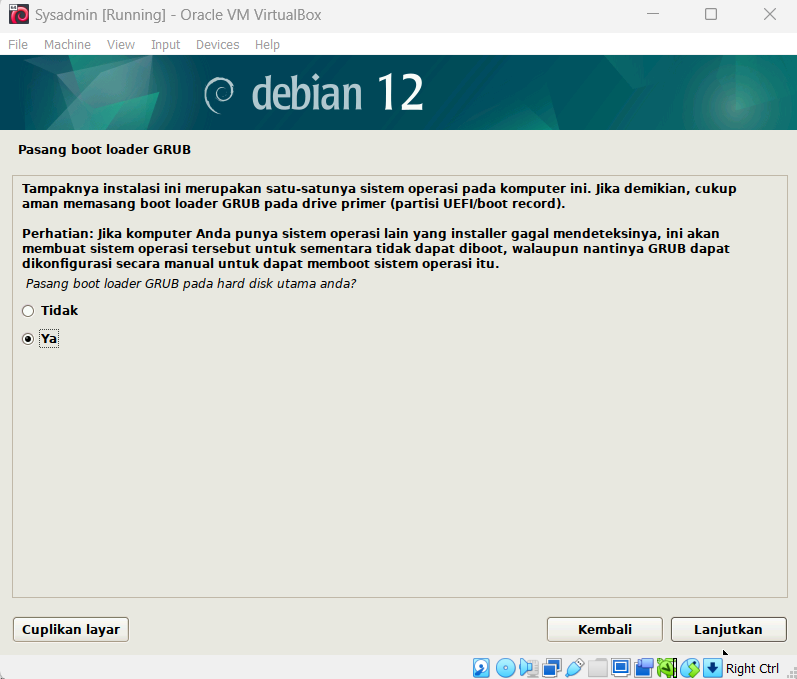 Sysadmin [Running] - Oracle VM VirtualBox
File Machine View Input Devices Help
debian 12
Pasang boot loader GRUB
Tampaknya instalasi ini merupakan satu-satunya sistem operasi pada komputer ini. Jika demikian, cukup
aman memasang boot loader GRUB pada drive primer (partisi UEFI/boot record).
Perhatian: Jika komputer Anda punya sistem operasi lain yang installer gagal mendeteksinya, ini akan
membuat sistem operasi tersebut untuk sementara tidak dapat diboot, walaupun nantinya GRUB dapat
dikonfigurasi secara manual untuk dapat memboot sistem operasi itu.
Pasang boot loader GRUB pada hard disk utama anda?
Tidak
Ya
Cuplikan layar Kembali Lanjutkan
Right Ctrl